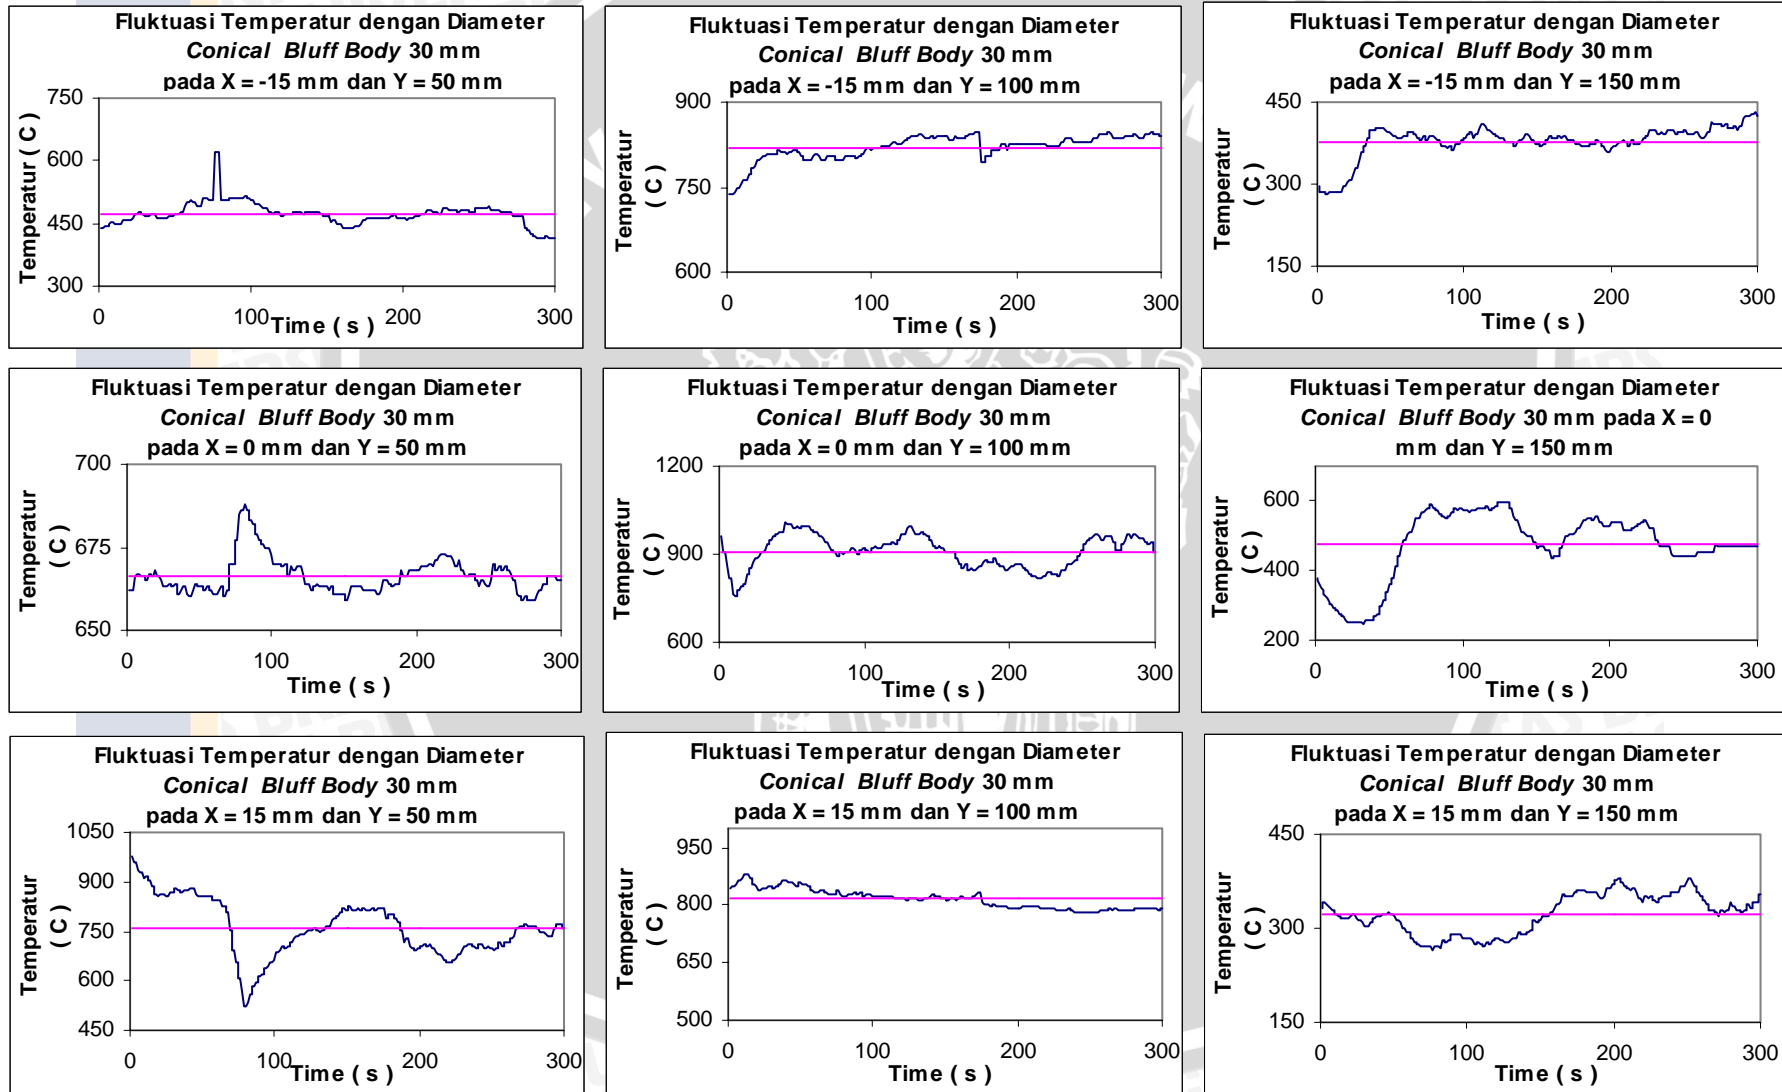 Fluktuasi Temperatur dengan Diameter
Conical Bluff Body 30 mm
pada X = -15 mm dan Y = 50 mm
Temperatur ( C )
750
600
450
300
0 100 200 300
Time ( s )
Fluktuasi Temperatur dengan Diameter
Conical Bluff Body 30 mm
pada X = -15 mm dan Y = 100 mm
Temperatur
( C )
900
750
600
0 100 200 300
Time ( s )
Fluktuasi Temperatur dengan Diameter
Conical Bluff Body 30 mm
pada X = -15 mm dan Y = 150 mm
Temperatur
( C )
450
300
150
0 100 200 300
Time ( s )
Fluktuasi Temperatur dengan Diameter
Conical Bluff Body 30 mm
pada X = 0 mm dan Y = 50 mm
Temperatur
( C )
700
675
650
0 100 200 300
Time ( s )
Fluktuasi Temperatur dengan Diameter
Conical Bluff Body 30 mm
pada X = 0 mm dan Y = 100 mm
Temperatur
( C )
1200
900
600
0 100 200 300
Time ( s )
Fluktuasi Temperatur dengan Diameter
Conical Bluff Body 30 mm pada X = 0
mm dan Y = 150 mm
Temperatur
( C )
600
400
200
0 100 200 300
Time ( s )
Fluktuasi Temperatur dengan Diameter
Conical Bluff Body 30 mm
pada X = 15 mm dan Y = 50 mm
Temperatur
( C )
1050
900
750
600
450
0 100 200 300
Time ( s )
Fluktuasi Temperatur dengan Diameter
Conical Bluff Body 30 mm
pada X = 15 mm dan Y = 100 mm
Temperatur
( C )
950
800
650
500
0 100 200 300
Time ( s )
Fluktuasi Temperatur dengan Diameter
Conical Bluff Body 30 mm
pada X = 15 mm dan Y = 150 mm
Temperatur
( C )
450
300
150
0 100 200 300
Time ( s )